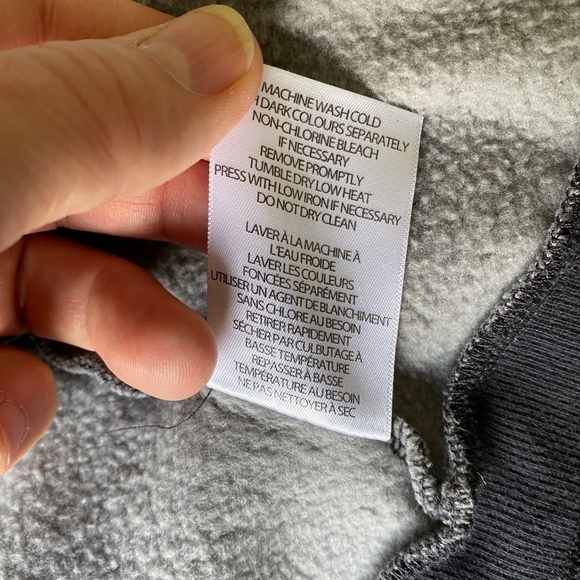 MACHINE WASH COLD
DARK COLOURS SEPARATELY
NON-CHLORINE BLEACH
IF NECESSARY
REMOVE PROMPTLY
TUMBLE DRY LOW HEAT
PRESS WITH LOW IRON IF NECESSARY
DO NOT DRY CLEAN
LAVER À LA MACHINE À
L'EAU FROIDE
LAVER LES COULEURS
FONCÉES SÉPARÉMENT
UTILISER UN AGENT DE BLANCHIMENT
SANS CHLORE AU BESOIN
RETIRER RAPIDEMENT
SÉCHER PAR CULBUTAGE À
BASSE TEMPÉRATURE
REPASSER À BASSE
TEMPÉRATURE AU BESOIN
NE PAS NETTOYER À SEC